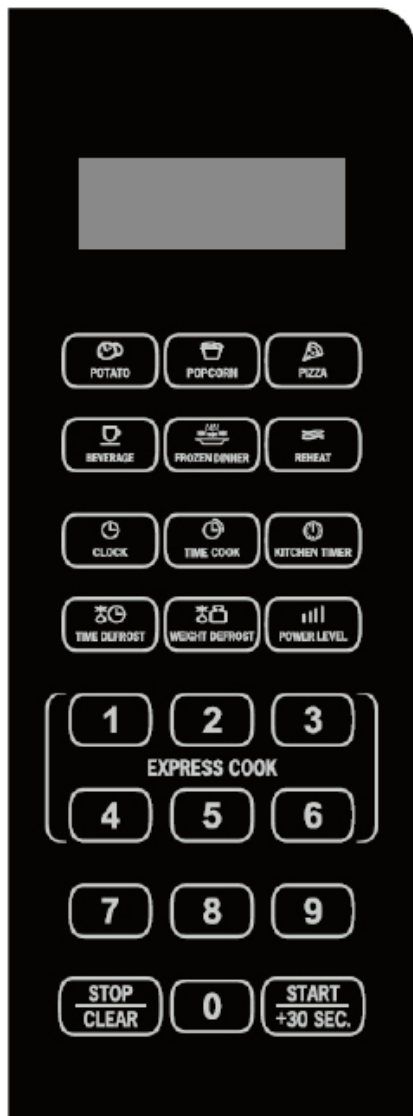 POTATO POPCORN PIZZA
BEVERAGE FROZEN DINNER REHEAT
CLOCK TIME COOK KITCHEN TIMER
TIME DEFROST WEIGHT DEFROST POWER LEVEL
1 2 3
EXPRESS COOK
4 5 6
7 8 9
STOP START
0
CLEAR +30 SEC.